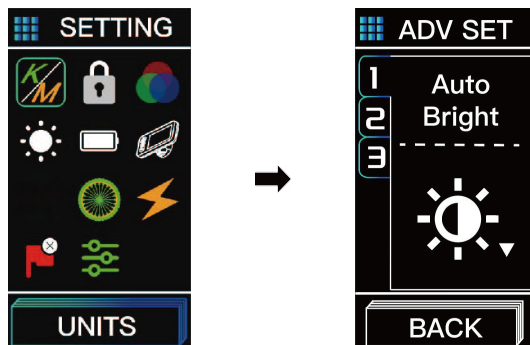 SETTING
K/M
UNITS
ADV SET
1
2
3
Auto
Bright
BACK